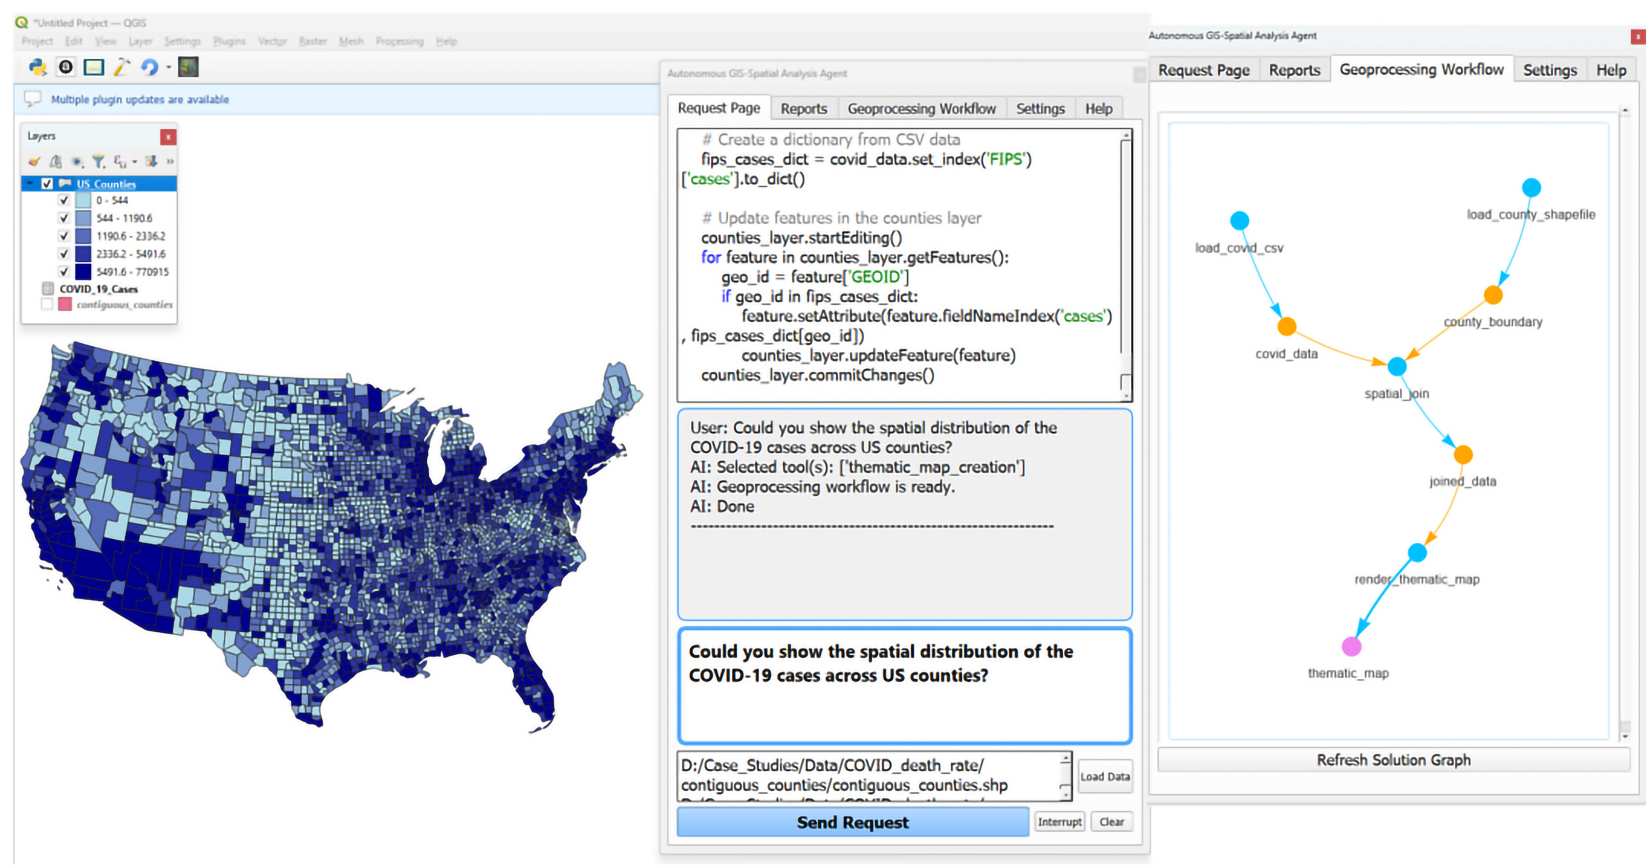 *Untitled Project — QGIS
Project Edit View Layer Settings Plugins Vector Raster Mesh Processing Help
Multiple plugin updates are available
Layers
US_Counties
0 - 544
544 - 1190.6
1190.6 - 2336.2
2336.2 - 5491.6
5491.6 - 770915
COVID_19_Cases
contiguous_counties
Autonomous GIS-Spatial Analysis Agent
Request Page Reports Geoprocessing Workflow Settings Help
# Create a dictionary from CSV data
fips_cases_dict = covid_data.set_index('FIPS')
['cases'].to_dict()
# Update features in the counties layer
counties_layer.startEditing()
for feature in counties_layer.getFeatures():
geo_id = feature['GEOID']
if geo_id in fips_cases_dict:
feature.setAttribute(feature.fieldNameIndex('cases')
, fips_cases_dict[geo_id])
counties_layer.updateFeature(feature)
counties_layer.commitChanges()
User: Could you show the spatial distribution of the
COVID-19 cases across US counties?
AI: Selected tool(s): ['thematic_map_creation']
AI: Geoprocessing workflow is ready.
AI: Done
--------------------------------------------------------------
Could you show the spatial distribution of the
COVID-19 cases across US counties?
D:/Case_Studies/Data/COVID_death_rate/
contiguous_counties/contiguous_counties.shp
Load Data
Send Request
Interrupt
Clear
Autonomous GIS-Spatial Analysis Agent
Request Page Reports Geoprocessing Workflow Settings Help
load_county_shapefile
load_covid_csv
county_boundary
covid_data
spatial_join
joined_data
render_thematic_map
thematic_map
Refresh Solution Graph